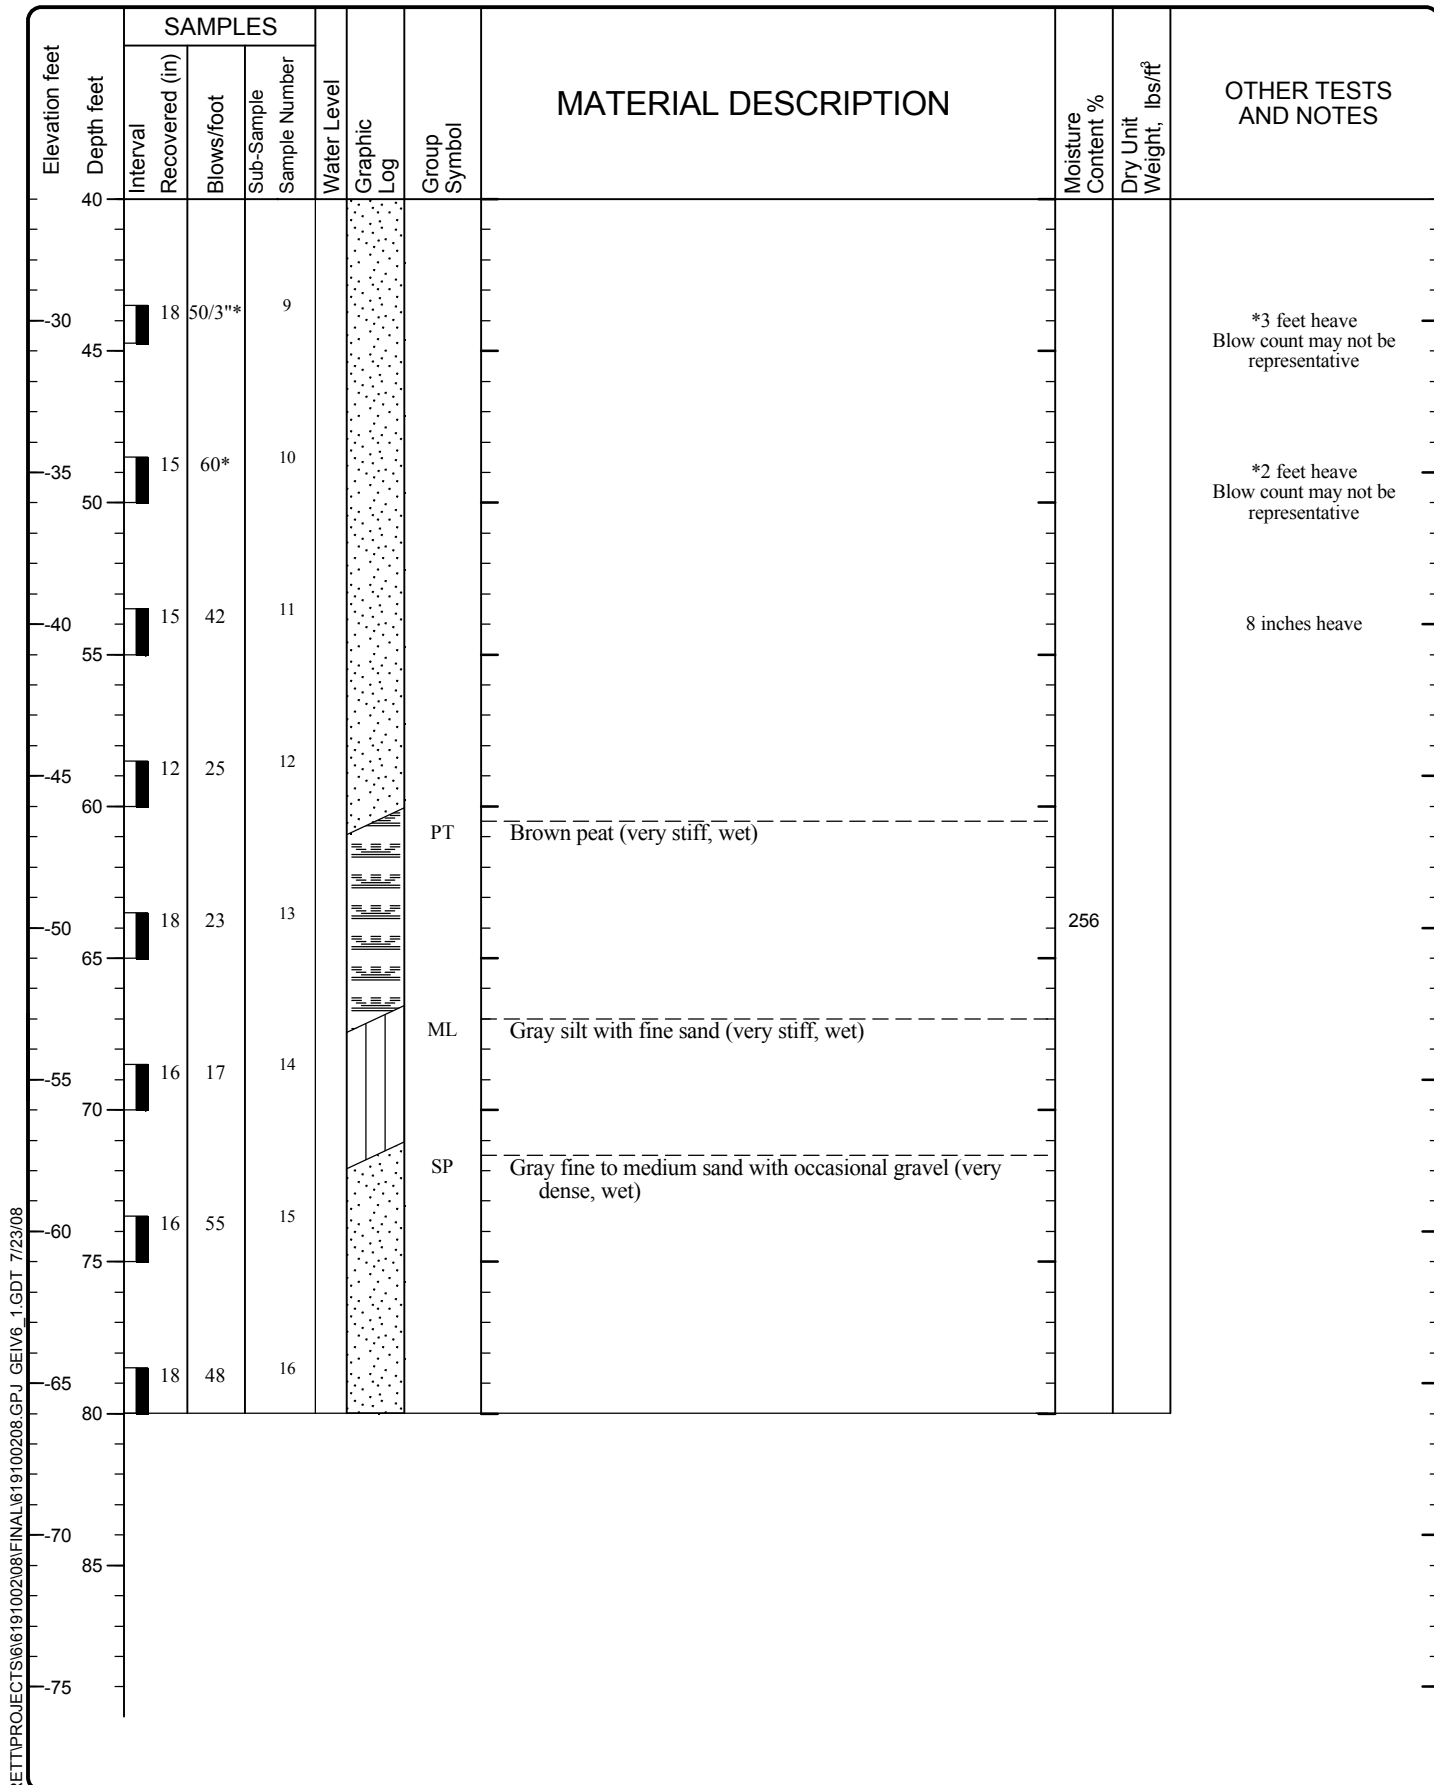 SAMPLES
Elevation feet
Depth feet
Interval
Recovered (in)
Blows/foot
Sub-Sample
Sample Number
Water Level
Graphic
Log
Group
Symbol
MATERIAL DESCRIPTION
Moisture
Content %
Dry Unit
Weight, lbs/ft³
OTHER TESTS
AND NOTES
40
-30 18 50/3"* 9 *3 feet heave
45 Blow count may not be
representative
-35 15 60* 10 *2 feet heave
50 Blow count may not be
representative
-40 15 42 11 8 inches heave
55
-45 12 25 12
60
PT Brown peat (very stiff, wet)
-50 18 23 13 256
65
ML Gray silt with fine sand (very stiff, wet)
-55 16 17 14
70
SP Gray fine to medium sand with occasional gravel (very
dense, wet)
-60 16 55 15
75
-65 18 48 16
80
-70
85
-75
RETT\PROJECTS\6\6191002\08\FINAL\619100208.GPJ GEIV6_1.GDT 7/23/08